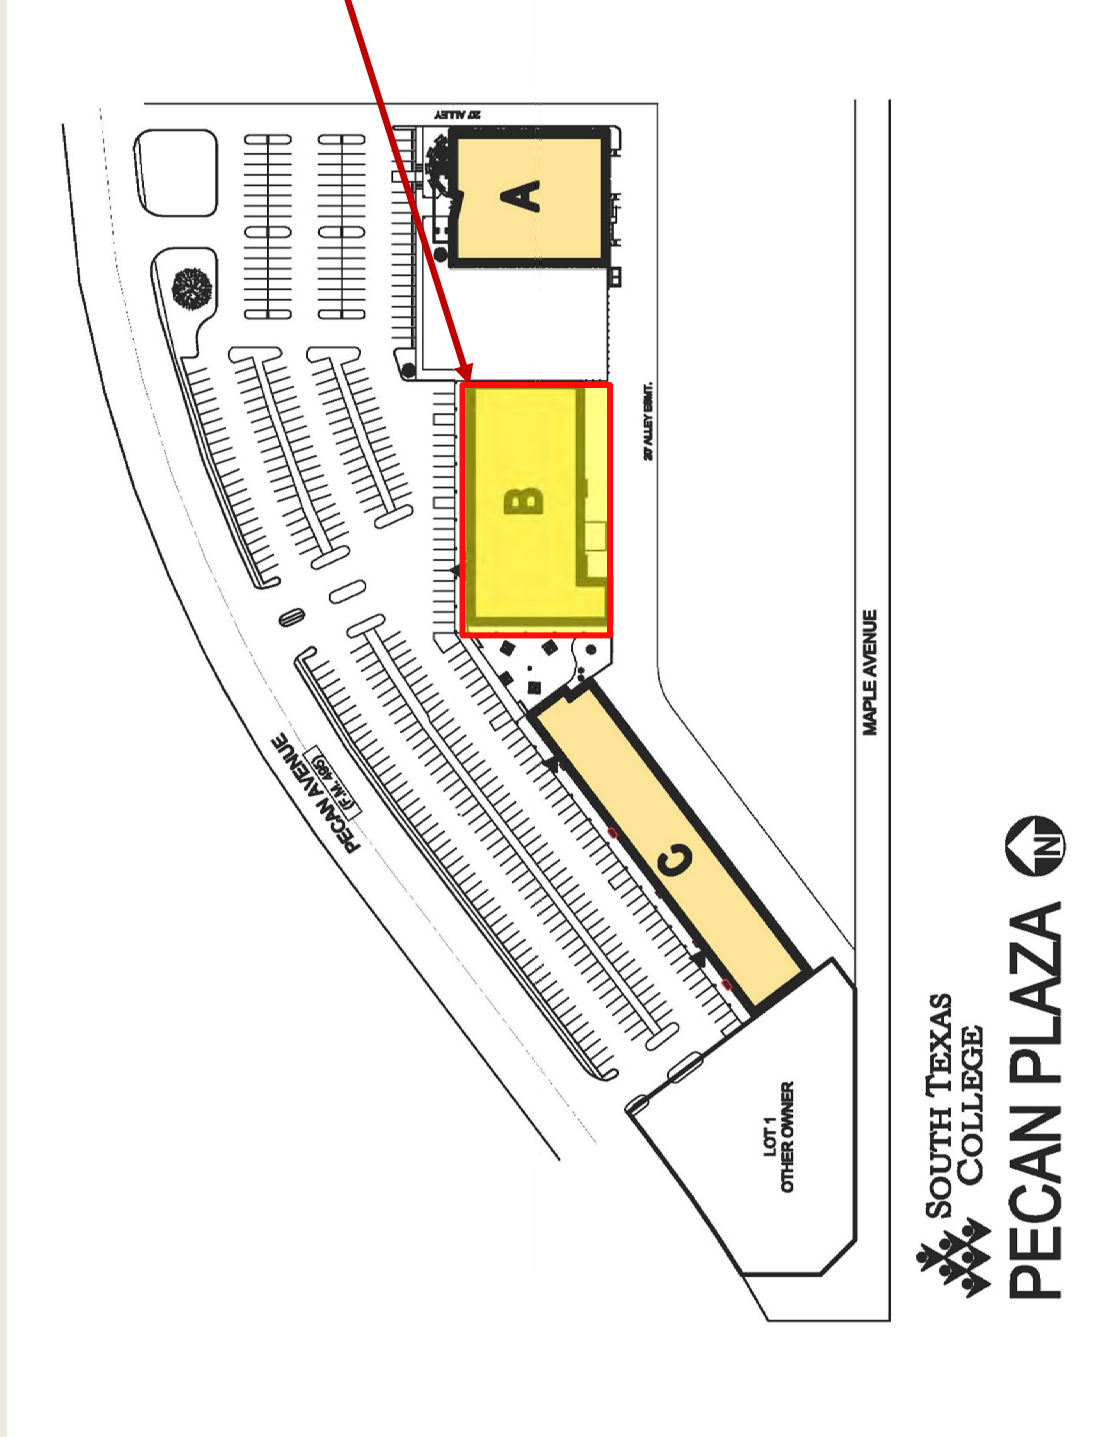 20' ALLEY
A
B
20' ALLEY ESMT.
PECAN AVENUE
(F.M. 495)
C
MAPLE AVENUE
LOT 1
OTHER OWNER
SOUTH TEXAS
COLLEGE
PECAN PLAZA
N